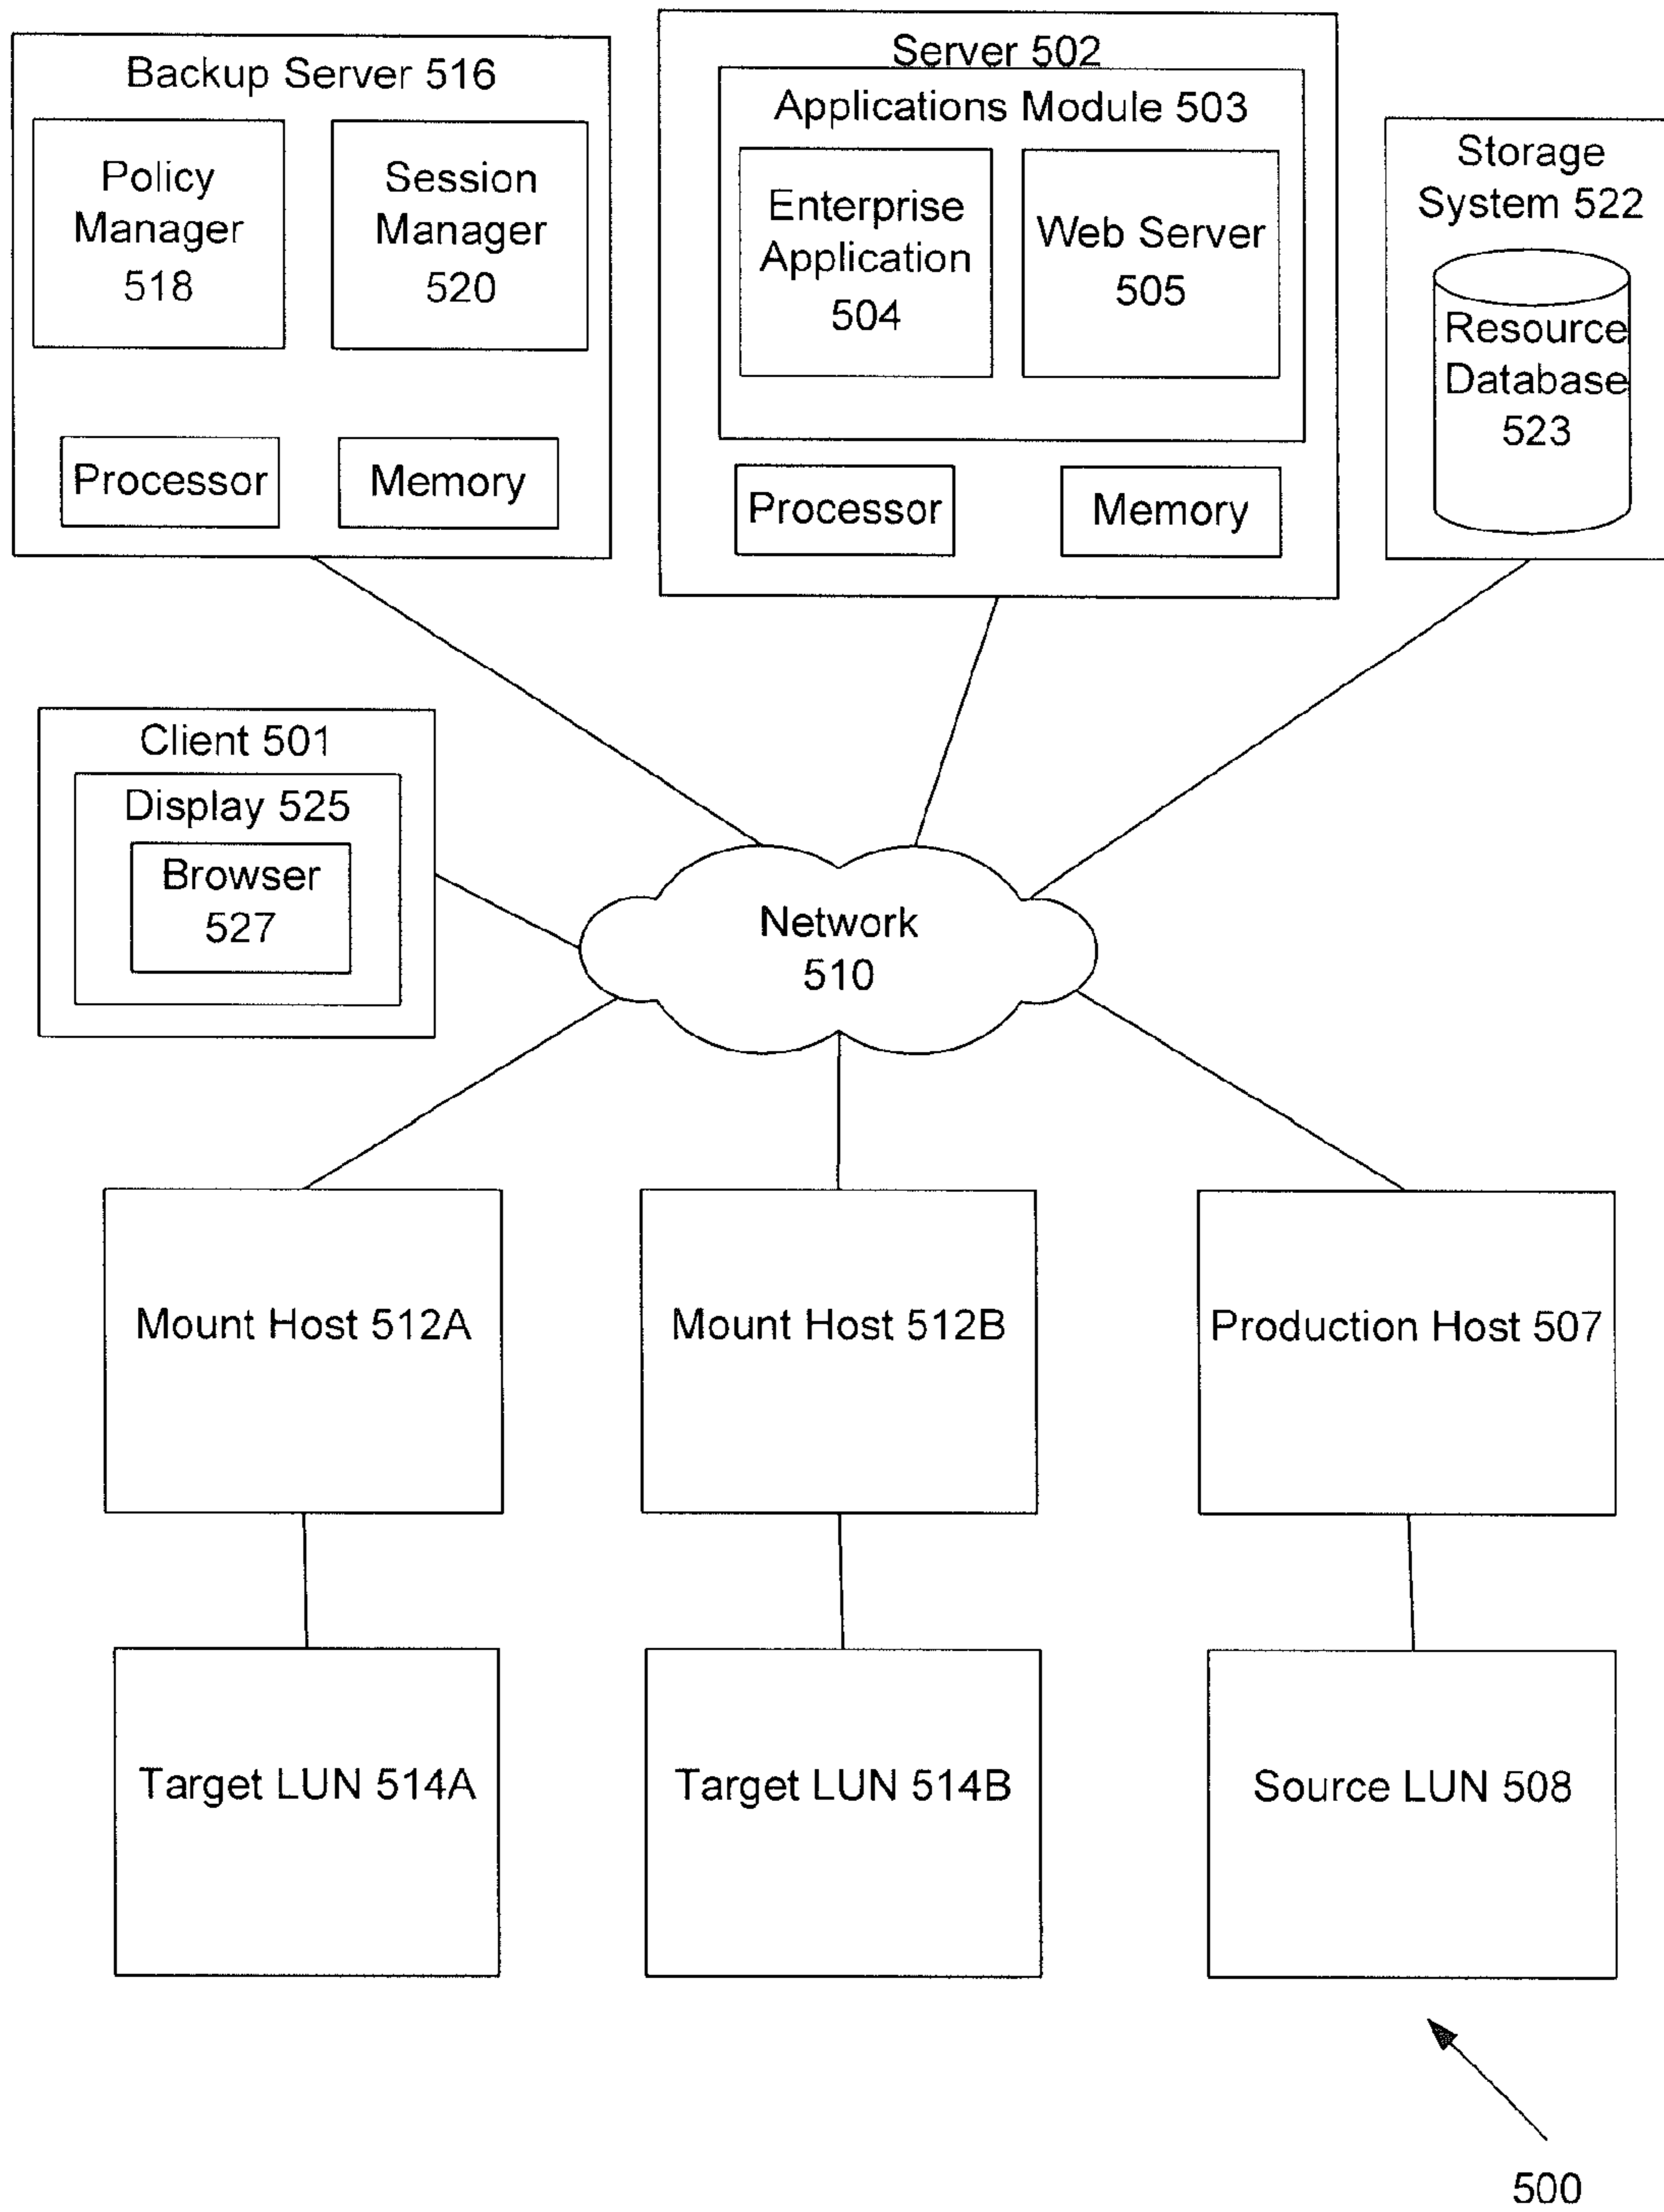 Backup Server 516
Policy
Manager
518
Session
Manager
520
Processor
Memory
Server 502
Applications Module 503
Enterprise
Application
504
Web Server
505
Processor
Memory
Storage
System 522
Resource
Database
523
Client 501
Display 525
Browser
527
Network
510
Mount Host 512A
Mount Host 512B
Production Host 507
Target LUN 514A
Target LUN 514B
Source LUN 508
500